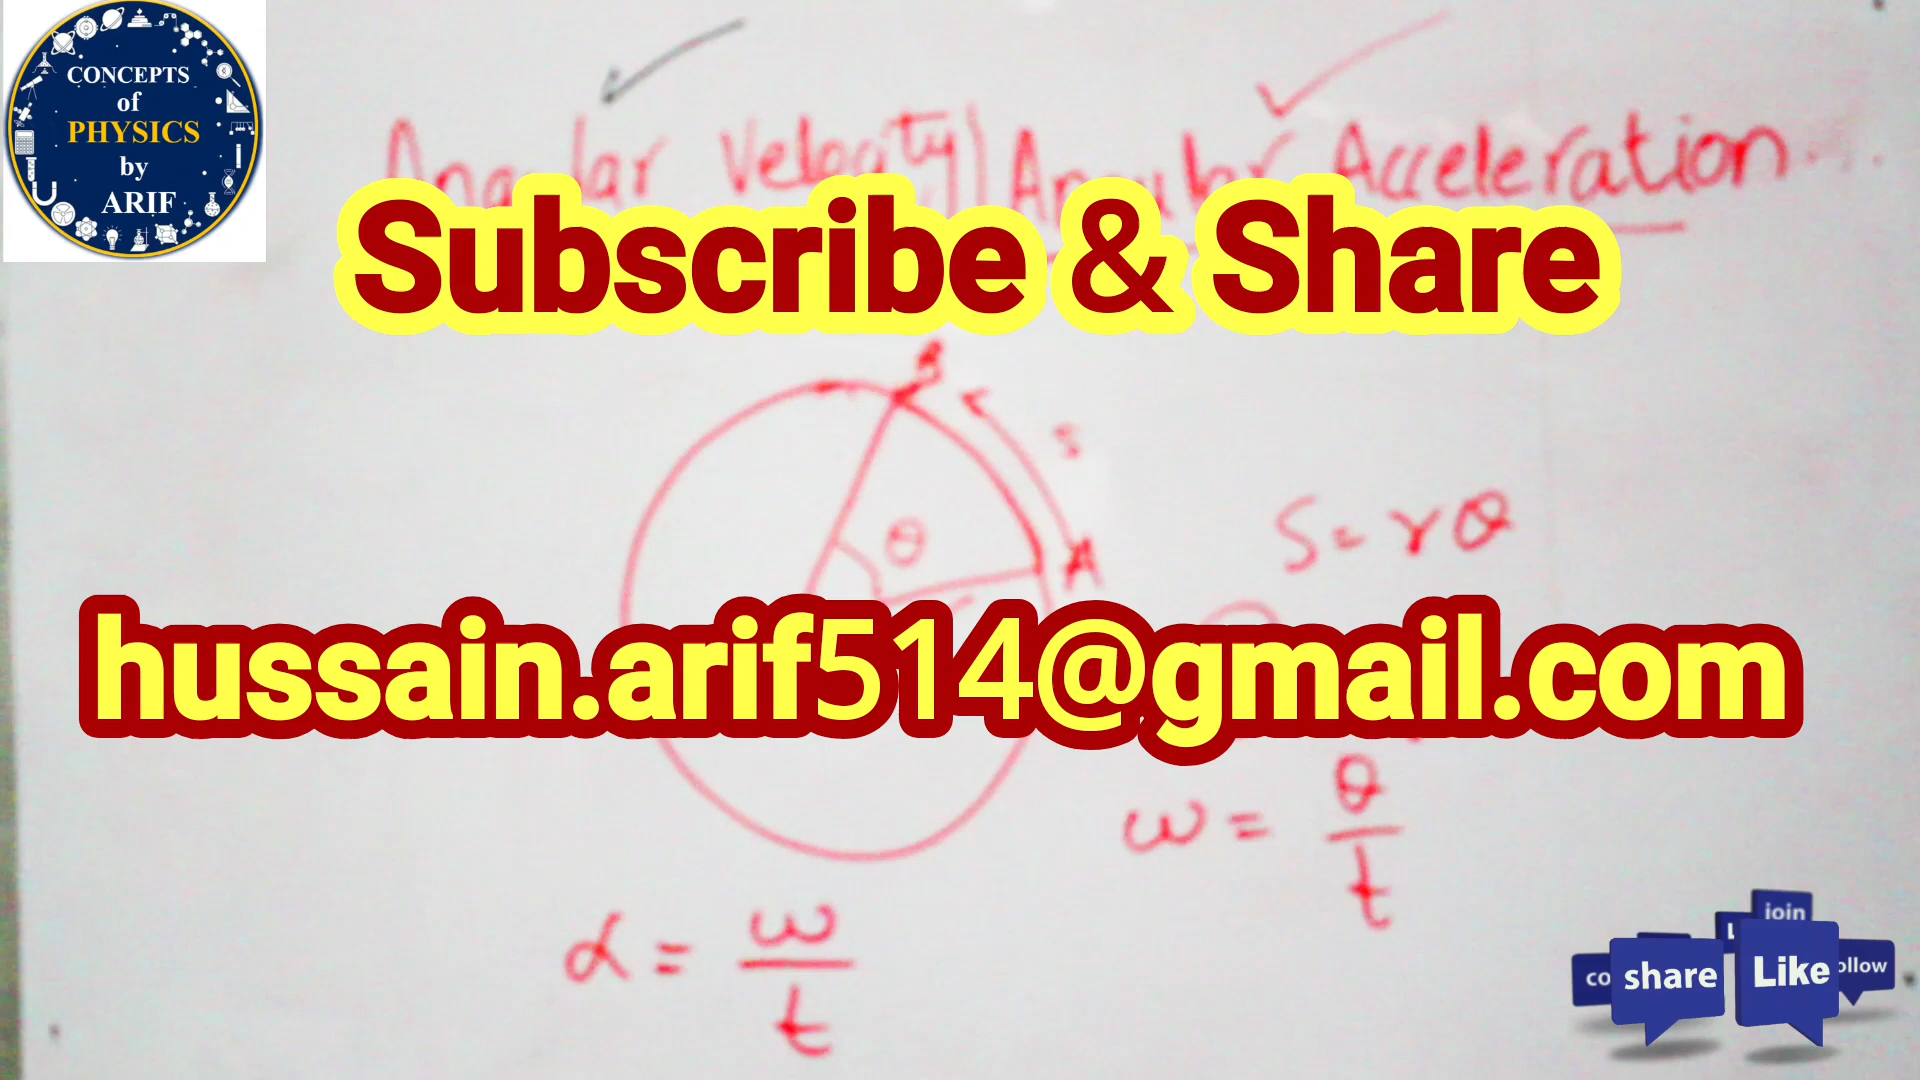 CONCEPTS
of
PHYSICS
by
ARIF
Angular Velocity | Angular Acceleration
Subscribe & Share
B
s
θ
A
S = rθ
hussain.arif514@gmail.com
ω = θ/t
α = ω/t
join
share
Like